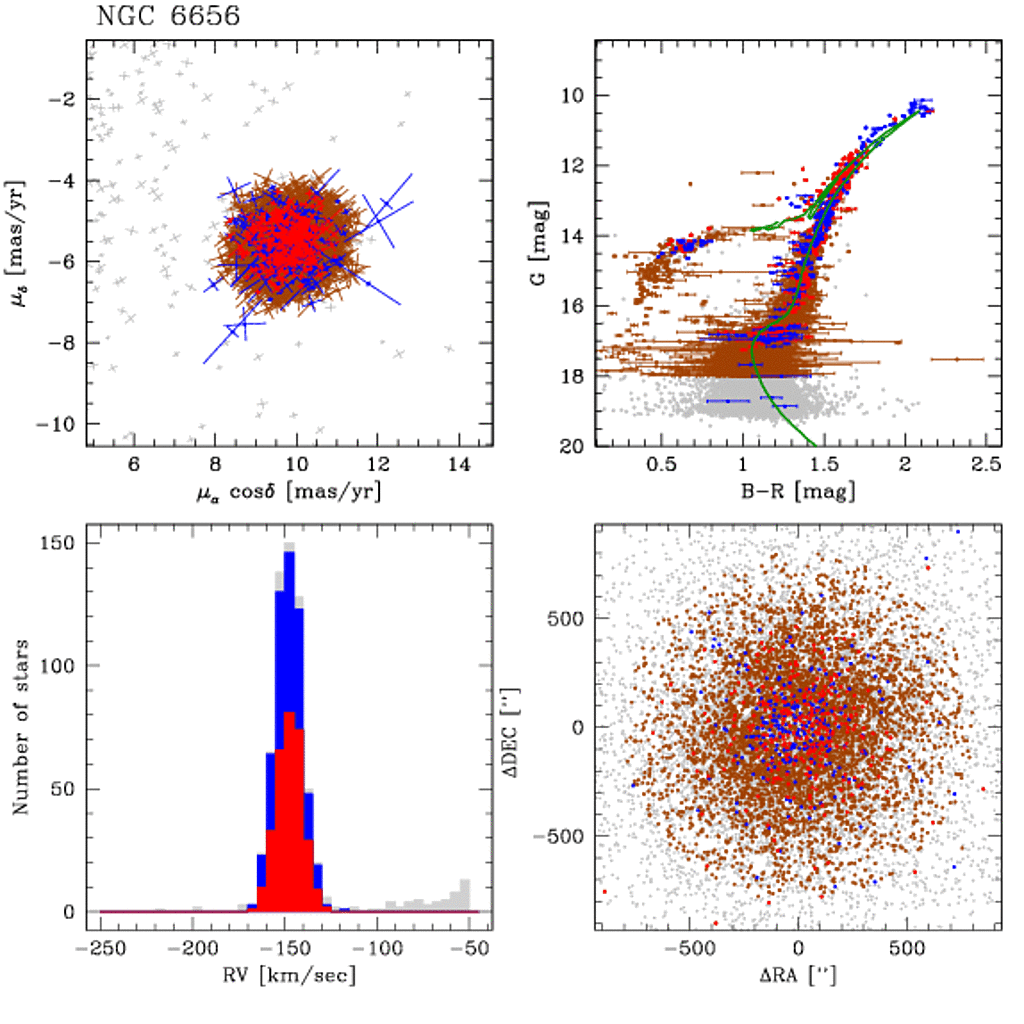 NGC 6656
−2
−4
−6
−8
−10
μδ [mas/yr]
6 8 10 12 14
μα cosδ [mas/yr]
10
12
14
16
18
20
G [mag]
0.5 1 1.5 2 2.5
B−R [mag]
150
100
50
0
Number of stars
−250 −200 −150 −100 −50
RV [km/sec]
500
0
−500
ΔDEC ["]
−500 0 500
ΔRA ["]